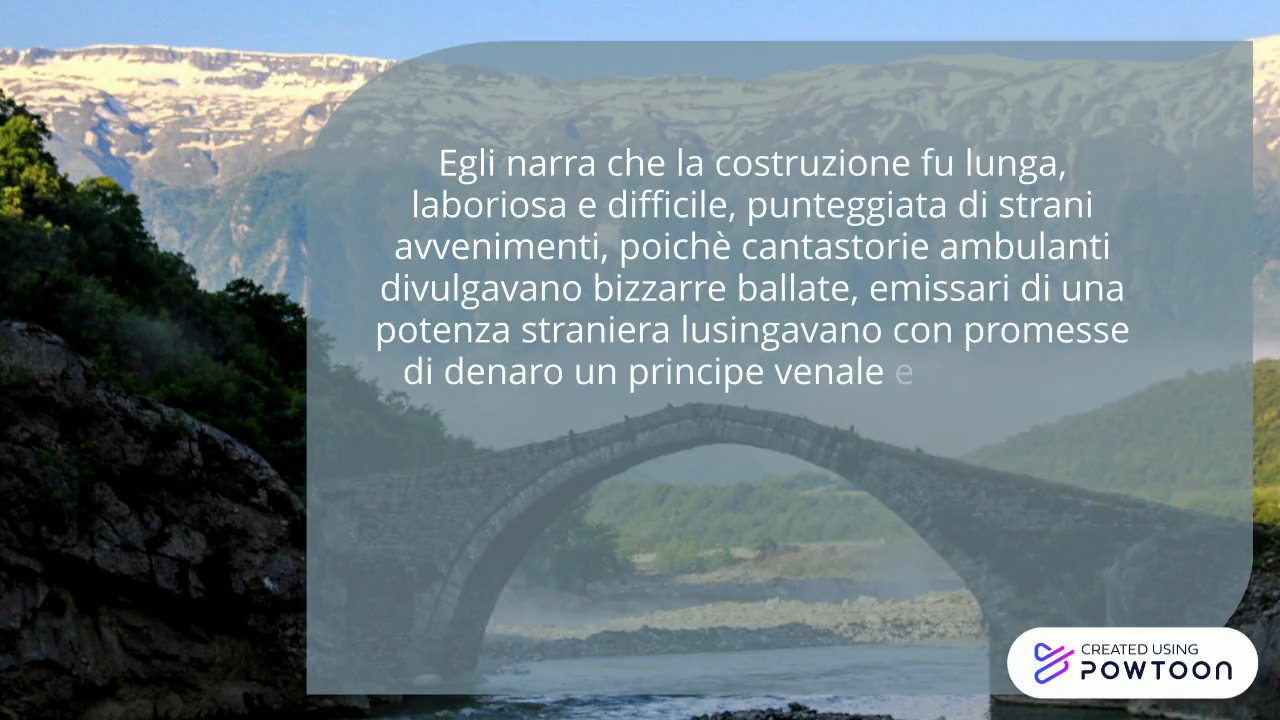 Egli narra che la costruzione fu lunga,
laboriosa e difficile, punteggiata di strani
avvenimenti, poichè cantastorie ambulanti
divulgavano bizzarre ballate, emissari di una
potenza straniera lusingavano con promesse
di denaro un principe venale e
CREATED USING
POWTOON